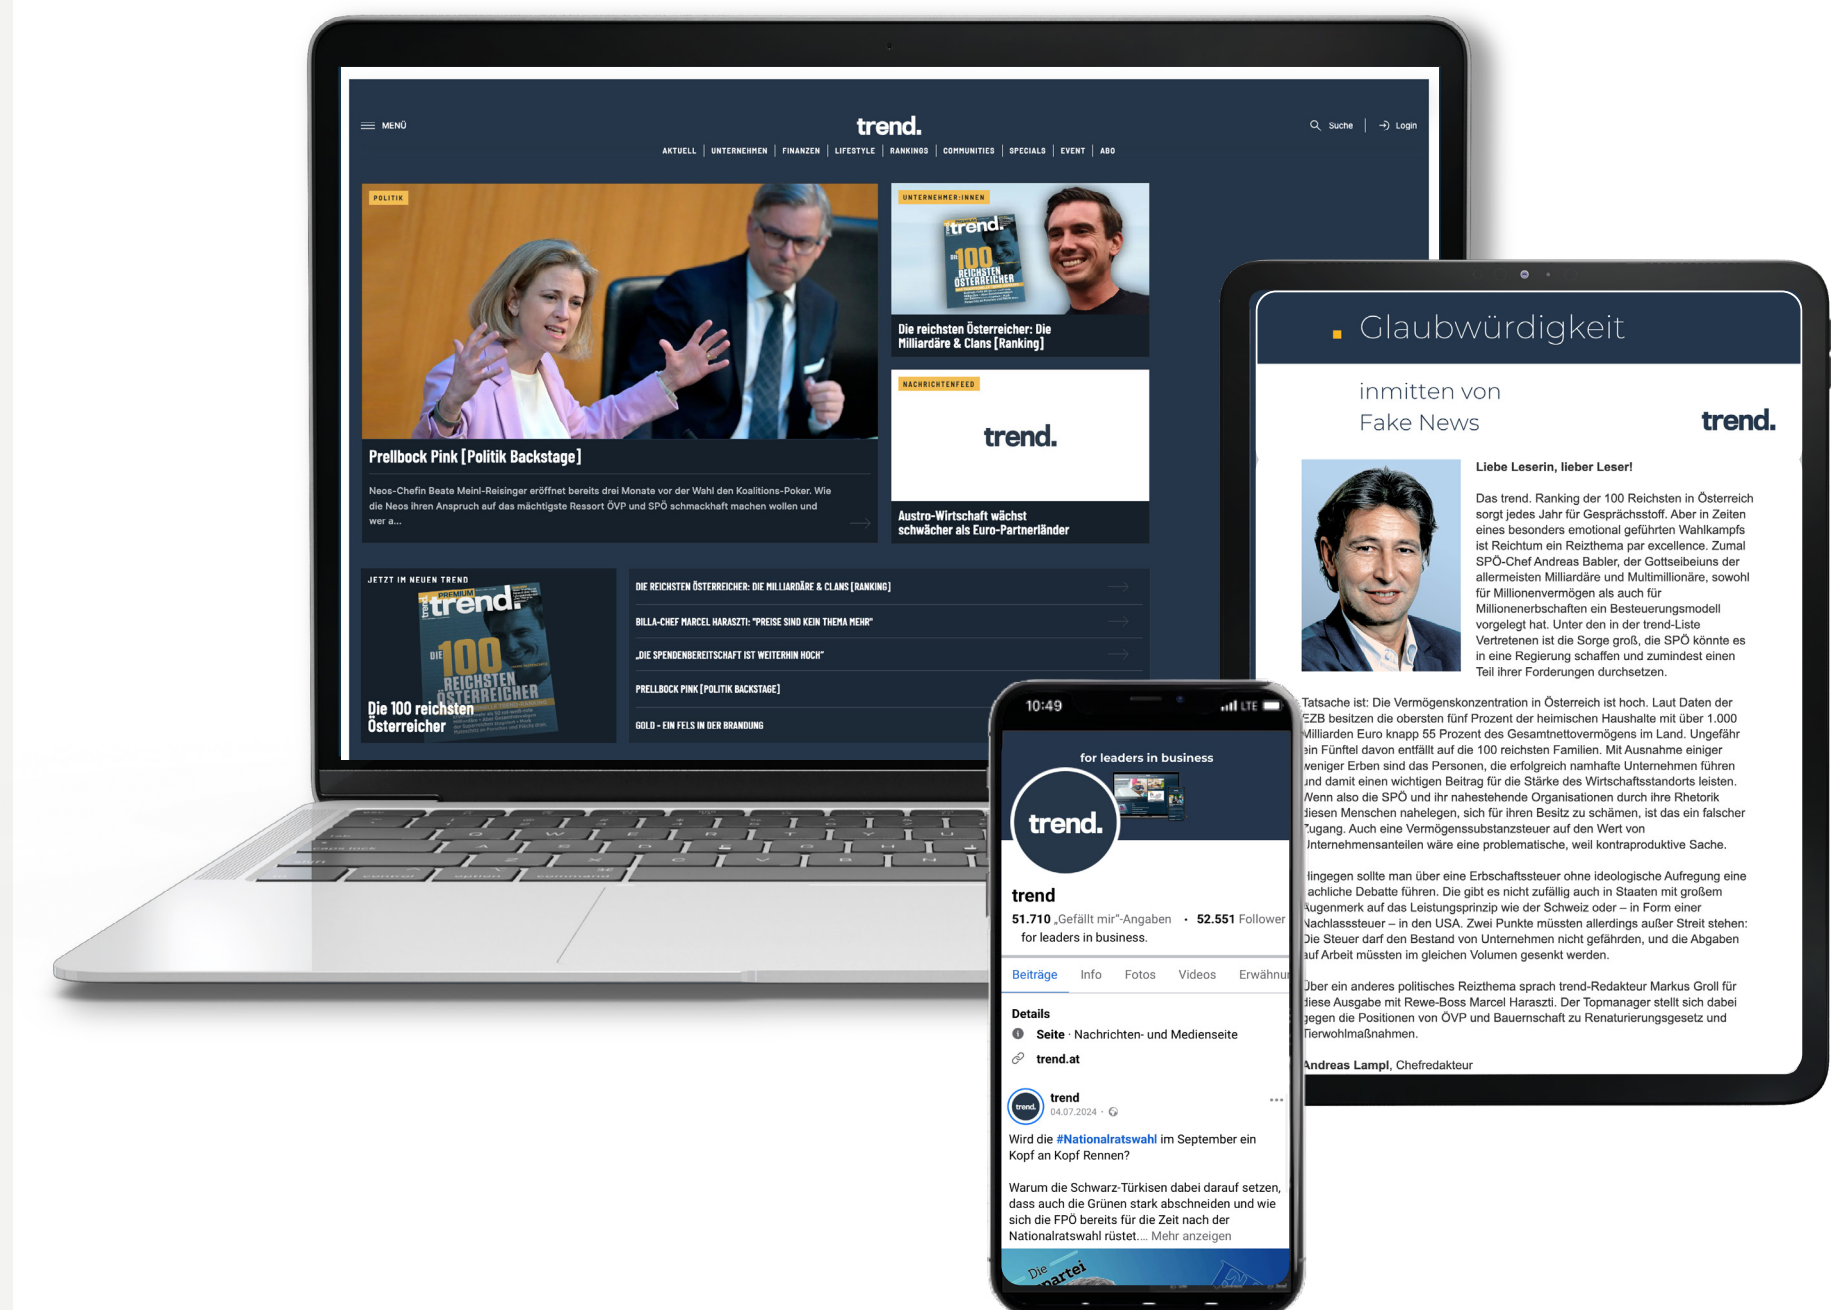 MENÜ
trend.
Suche
Login
AKTUELL | UNTERNEHMEN | FINANZEN | LIFESTYLE | RANKINGS | COMMUNITIES | SPECIALS | EVENT | ABO
POLITIK
Prellbock Pink [Politik Backstage]
Neos-Chefin Beate Meinl-Reisinger eröffnet bereits drei Monate vor der Wahl den Koalitions-Poker. Wie
die Neos ihren Anspruch auf das mächtigste Ressort ÖVP und SPÖ schmackhaft machen wollen und
wer a...
UNTERNEHMER:INNEN
trend.
DIE
100
REICHSTEN
ÖSTERREICHER
Die reichsten Österreicher: Die
Milliardäre & Clans [Ranking]
NACHRICHTENFEED
trend.
Austro-Wirtschaft wächst
schwächer als Euro-Partnerländer
JETZT IM NEUEN TREND
PREMIUM
trend.
DIE
100
REICHSTEN
ÖSTERREICHER
Die 100 reichsten
Österreicher
DIE REICHSTEN ÖSTERREICHER: DIE MILLIARDÄRE & CLANS [RANKING]
BILLA-CHEF MARCEL HARASZTI: "PREISE SIND KEIN THEMA MEHR"
„DIE SPENDENBEREITSCHAFT IST WEITERHIN HOCH“
PRELLBOCK PINK [POLITIK BACKSTAGE]
GOLD - EIN FELS IN DER BRANDUNG
Glaubwürdigkeit
inmitten von
Fake News
trend.
Liebe Leserin, lieber Leser!
Das trend. Ranking der 100 Reichsten in Österreich
sorgt jedes Jahr für Gesprächsstoff. Aber in Zeiten
eines besonders emotional geführten Wahlkampfs
ist Reichtum ein Reizthema par excellence. Zumal
SPÖ-Chef Andreas Babler, der Gottseibeiuns der
allermeisten Milliardäre und Multimillionäre, sowohl
für Millionenvermögen als auch für
Millionenerbschaften ein Besteuerungsmodell
vorgelegt hat. Unter den in der trend-Liste
Vertretenen ist die Sorge groß, die SPÖ könnte es
in eine Regierung schaffen und zumindest einen
Teil ihrer Forderungen durchsetzen.
Tatsache ist: Die Vermögenskonzentration in Österreich ist hoch. Laut Daten der
EZB besitzen die obersten fünf Prozent der heimischen Haushalte mit über 1.000
Milliarden Euro knapp 55 Prozent des Gesamtnettovermögens im Land. Ungefähr
ein Fünftel davon entfällt auf die 100 reichsten Familien. Mit Ausnahme einiger
weniger Erben sind das Personen, die erfolgreich namhafte Unternehmen führen
und damit einen wichtigen Beitrag für die Stärke des Wirtschaftsstandorts leisten.
Wenn also die SPÖ und ihr nahestehende Organisationen durch ihre Rhetorik
diesen Menschen nahelegen, sich für ihren Besitz zu schämen, ist das ein falscher
Zugang. Auch eine Vermögenssubstanzsteuer auf den Wert von
Unternehmensanteilen wäre eine problematische, weil kontraproduktive Sache.
Hingegen sollte man über eine Erbschaftssteuer ohne ideologische Aufregung eine
achliche Debatte führen. Die gibt es nicht zufällig auch in Staaten mit großem
Augenmerk auf das Leistungsprinzip wie der Schweiz oder – in Form einer
Nachlasssteuer – in den USA. Zwei Punkte müssten allerdings außer Streit stehen:
Die Steuer darf den Bestand von Unternehmen nicht gefährden, und die Abgaben
auf Arbeit müssten im gleichen Volumen gesenkt werden.
Über ein anderes politisches Reizthema sprach trend-Redakteur Markus Groll für
diese Ausgabe mit Rewe-Boss Marcel Haraszti. Der Topmanager stellt sich dabei
gegen die Positionen von ÖVP und Bauernschaft zu Renaturierungsgesetz und
Tierwohlmaßnahmen.
Andreas Lampl, Chefredakteur
10:49
LTE
for leaders in business
trend.
trend
51.710 „Gefällt mir“-Angaben • 52.551 Follower
for leaders in business.
Beiträge Info Fotos Videos Erwähnu
Details
Seite · Nachrichten- und Medienseite
trend.at
trend.
trend
04.07.2024
Wird die #Nationalratswahl im September ein
Kopf an Kopf Rennen?
Warum die Schwarz-Türkisen dabei darauf setzen,
dass auch die Grünen stark abschneiden und wie
sich die FPÖ bereits für die Zeit nach der
Nationalratswahl rüstet.... Mehr anzeigen
Die
partei